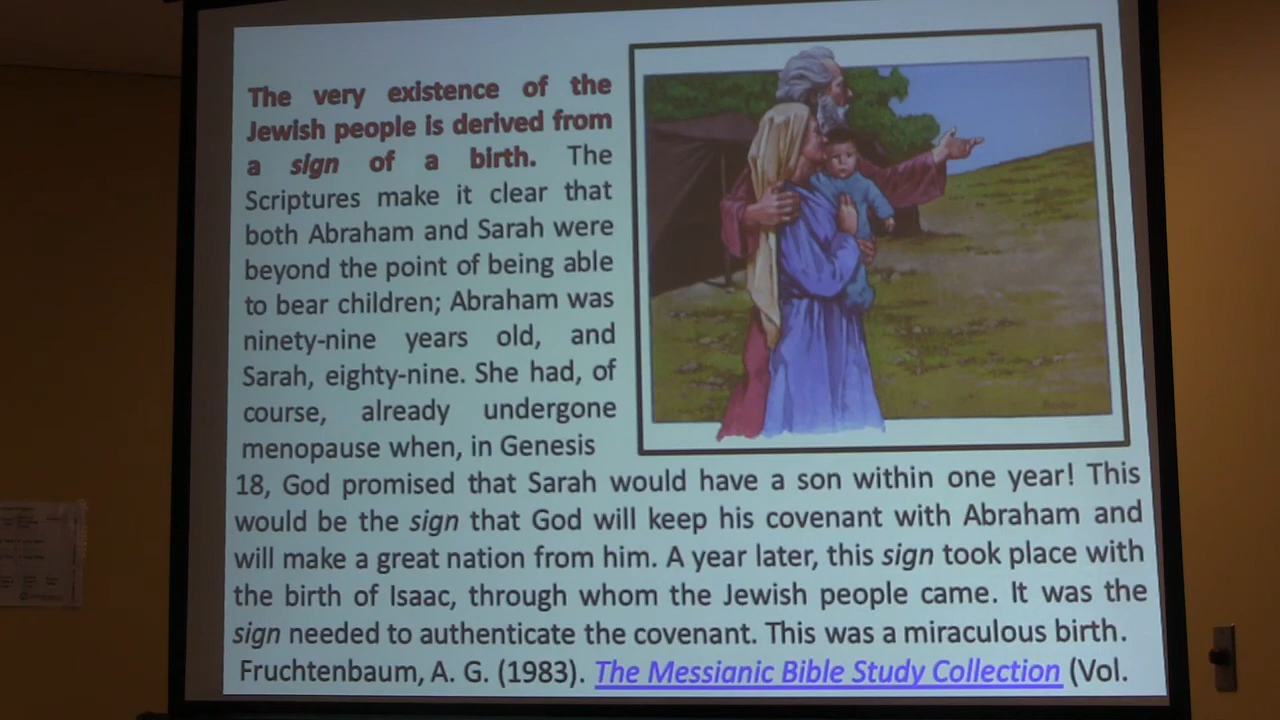 The very existence of the
Jewish people is derived from
a sign of a birth. The
Scriptures make it clear that
both Abraham and Sarah were
beyond the point of being able
to bear children; Abraham was
ninety-nine years old, and
Sarah, eighty-nine. She had, of
course, already undergone
menopause when, in Genesis
18, God promised that Sarah would have a son within one year! This
would be the sign that God will keep his covenant with Abraham and
will make a great nation from him. A year later, this sign took place with
the birth of Isaac, through whom the Jewish people came. It was the
sign needed to authenticate the covenant. This was a miraculous birth.
Fruchtenbaum, A. G. (1983). The Messianic Bible Study Collection (Vol.